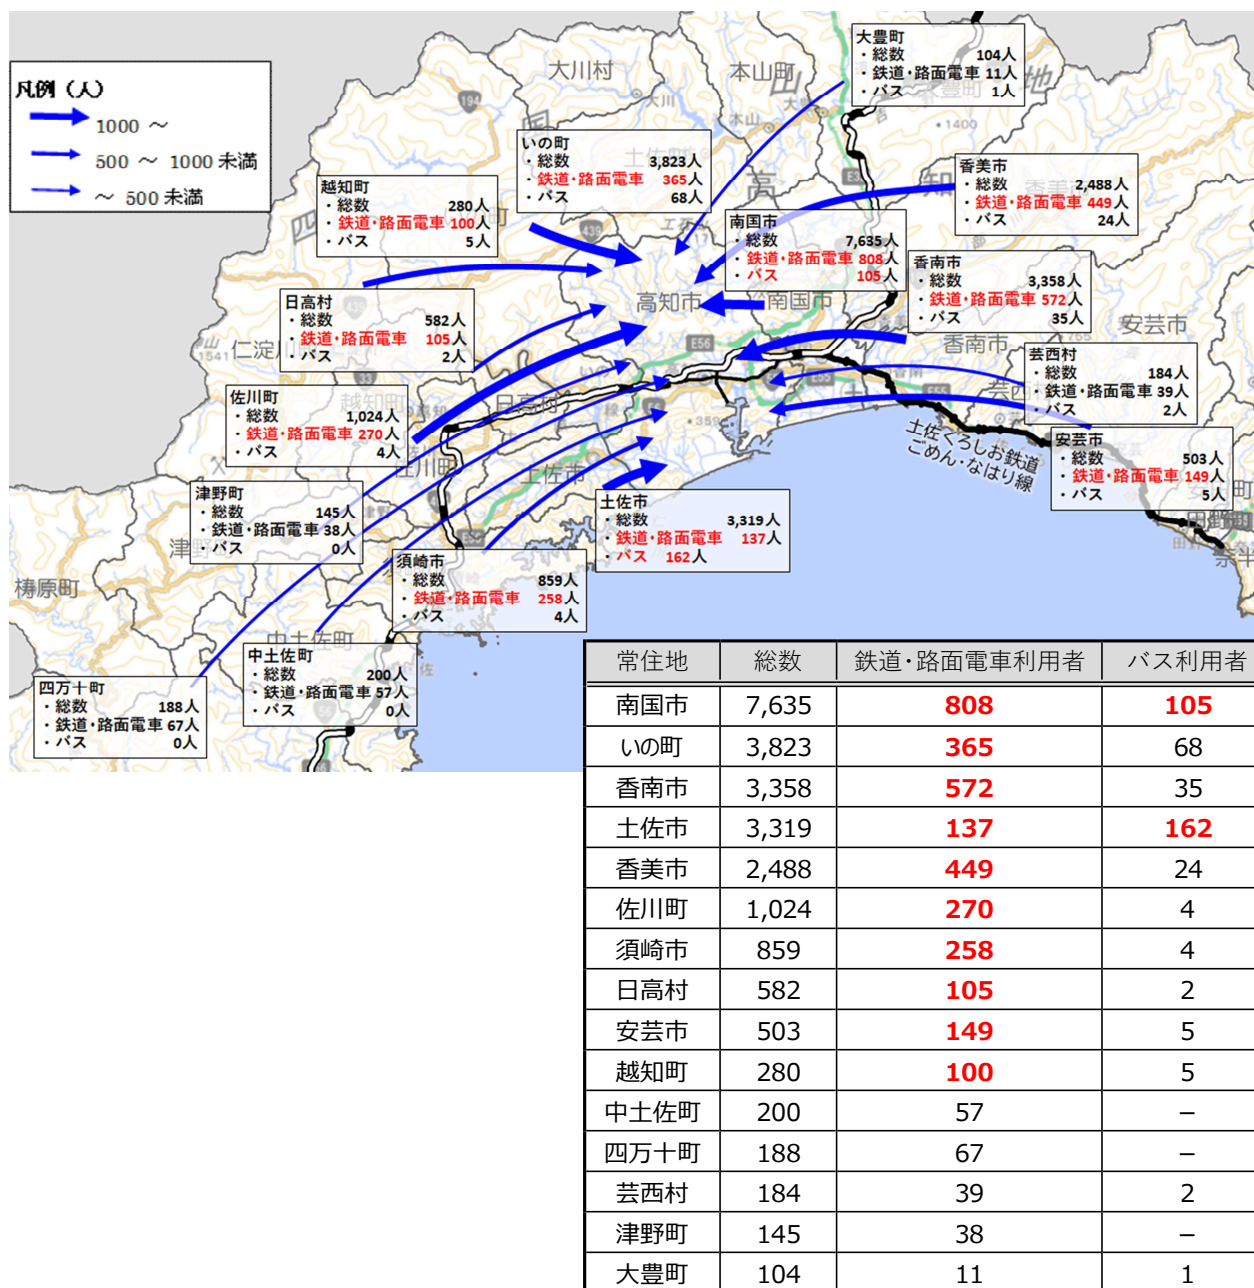 凡例（人）
1000 ～
500 ～ 1000 未満
～ 500 未満
大豊町
・総数 104人
・鉄道・路面電車 11人
・バス 1人
いの町
・総数 3,823人
・鉄道・路面電車 365人
・バス 68人
香美市
・総数 2,488人
・鉄道・路面電車 449人
・バス 24人
越知町
・総数 280人
・鉄道・路面電車 100人
・バス 5人
南国市
・総数 7,635人
・鉄道・路面電車 808人
・バス 105人
香南市
・総数 3,358人
・鉄道・路面電車 572人
・バス 35人
日高村
・総数 582人
・鉄道・路面電車 105人
・バス 2人
芸西村
・総数 184人
・鉄道・路面電車 39人
・バス 2人
佐川町
・総数 1,024人
・鉄道・路面電車 270人
・バス 4人
安芸市
・総数 503人
・鉄道・路面電車 149人
・バス 5人
津野町
・総数 145人
・鉄道・路面電車 38人
・バス 0人
土佐市
・総数 3,319人
・鉄道・路面電車 137人
・バス 162人
須崎市
・総数 859人
・鉄道・路面電車 258人
・バス 4人
中土佐町
・総数 200人
・鉄道・路面電車 57人
・バス 0人
四万十町
・総数 188人
・鉄道・路面電車 67人
・バス 0人
大川村
本山町
高知市
南国市
安芸市
香南市
日高村
土佐市
梼原町
中土佐町
土佐くろしお鉄道
ごめん・なはり線
194
439
E56
E55
・1400
・359
1541
33
大川
本山
常住地 総数 鉄道・路面電車利用者 バス利用者
南国市 7,635 808 105
いの町 3,823 365 68
香南市 3,358 572 35
土佐市 3,319 137 162
香美市 2,488 449 24
佐川町 1,024 270 4
須崎市 859 258 4
日高村 582 105 2
安芸市 503 149 5
越知町 280 100 5
中土佐町 200 57 –
四万十町 188 67 –
芸西村 184 39 2
津野町 145 38 –
大豊町 104 11 1